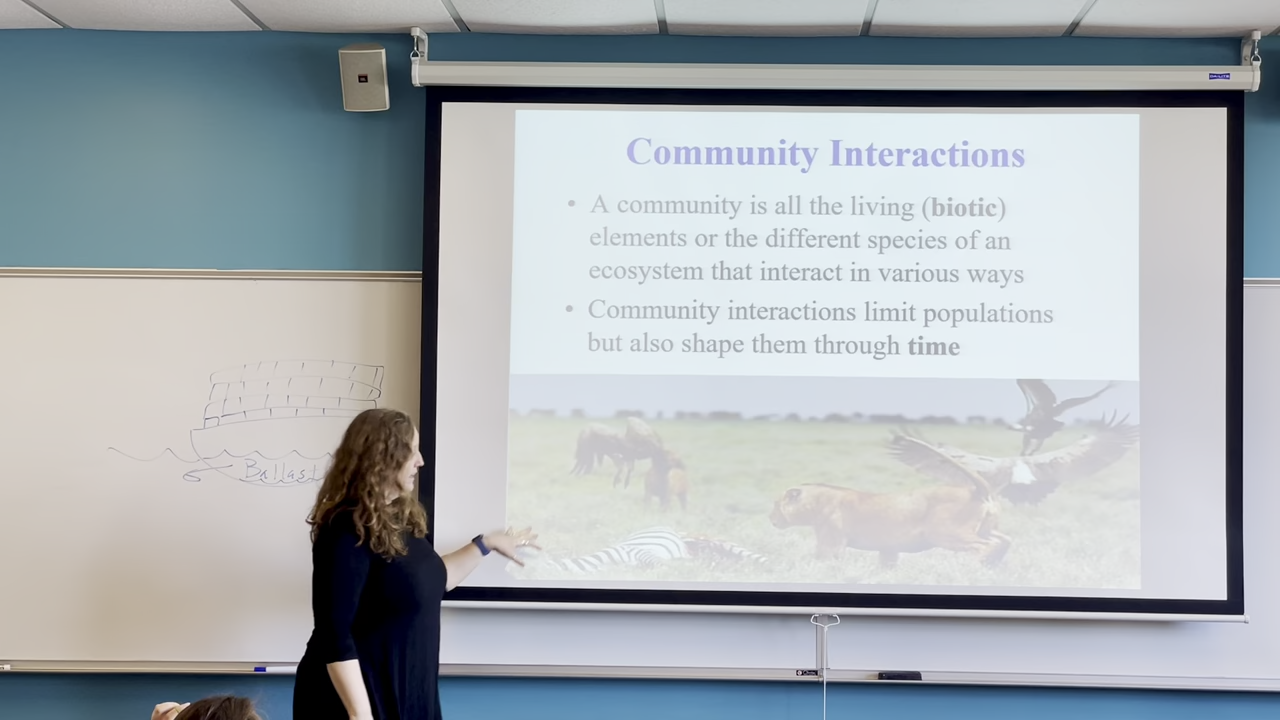 Community Interactions
• A community is all the living (biotic)
elements or the different species of an
ecosystem that interact in various ways
• Community interactions limit populations
but also shape them through time
Ballast